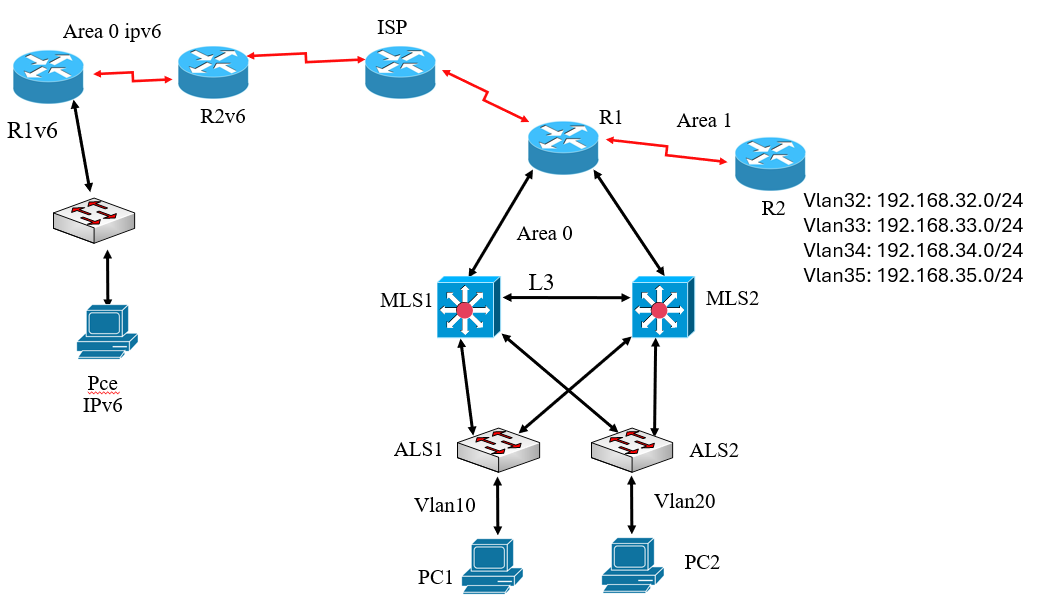 ISP
Area 0 ipv6
R2v6
R1v6
R1
Area 1
R2
Vlan32: 192.168.32.0/24
Vlan33: 192.168.33.0/24
Vlan34: 192.168.34.0/24
Vlan35: 192.168.35.0/24
Area 0
L3
MLS1
MLS2
Pce
IPv6
ALS1
ALS2
Vlan10
Vlan20
PC1
PC2